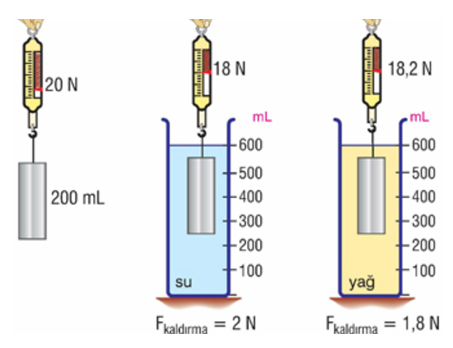 20 N
18 N
18,2 N
200 mL
mL
600
500
400
300
200
100
su
mL
600
500
400
300
200
100
yağ
Fkaldırma = 2 N
Fkaldırma = 1,8 N